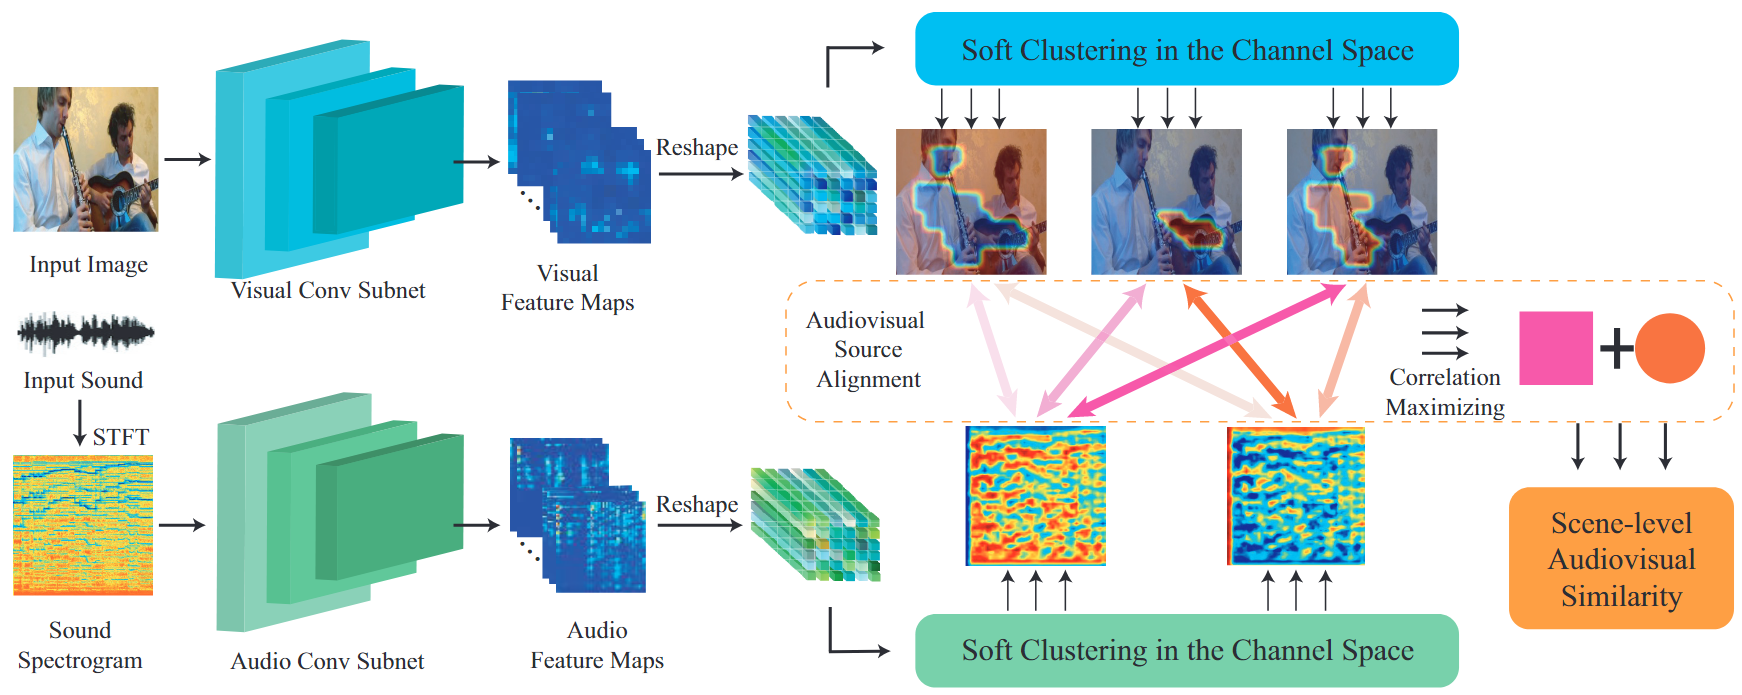 Input Image
Visual Conv Subnet
Visual
Feature Maps
Reshape
Soft Clustering in the Channel Space
Audiovisual
Source
Alignment
Correlation
Maximizing
Input Sound
STFT
Sound
Spectrogram
Audio Conv Subnet
Audio
Feature Maps
Reshape
Soft Clustering in the Channel Space
Scene-level
Audiovisual
Similarity